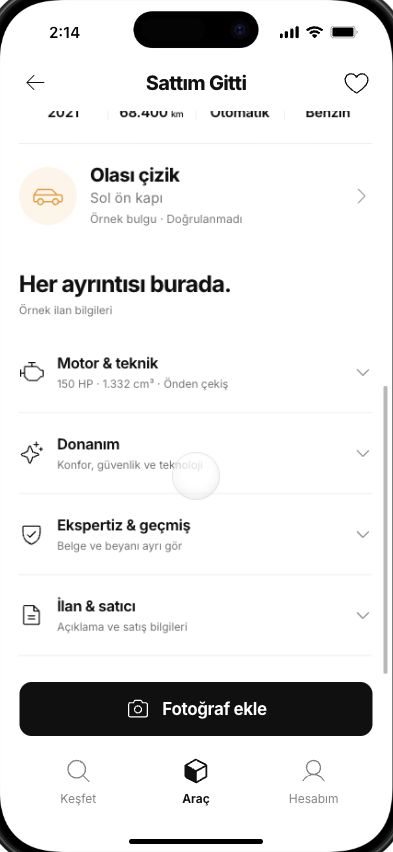 2:14
Sattım Gitti
2021 68.400 km Otomatik Benzin
Olası çizik
Sol ön kapı
Örnek bulgu · Doğrulanmadı
Her ayrıntısı burada.
Örnek ilan bilgileri
Motor & teknik
150 HP · 1.332 cm³ · Önden çekiş
Donanım
Konfor, güvenlik ve teknoloji
Ekspertiz & geçmiş
Belge ve beyanı ayrı gör
İlan & satıcı
Açıklama ve satış bilgileri
Fotoğraf ekle
Keşfet Araç Hesabım